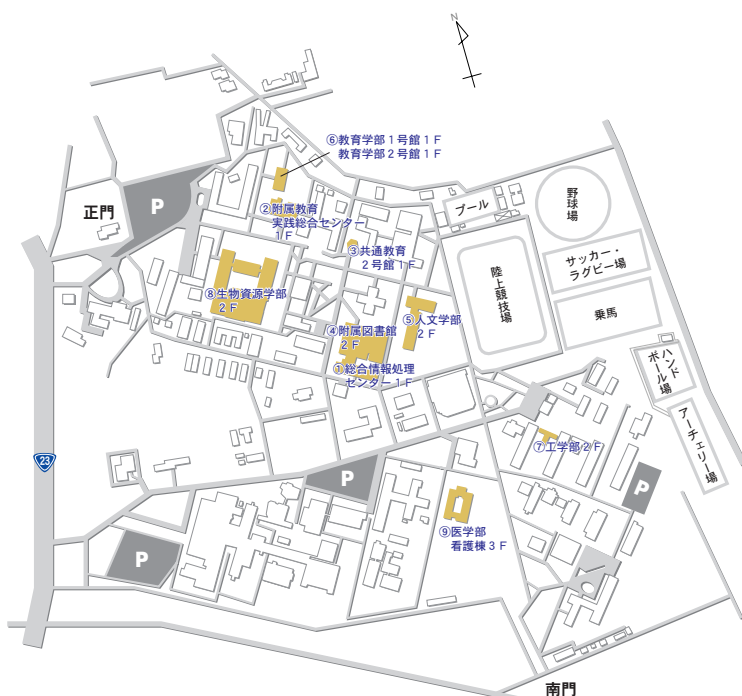 N
⑥教育学部１号館１Ｆ
教育学部２号館１Ｆ
正門
P
②附属教育
実践総合センター
１Ｆ
プール
野球場
③共通教育
２号館１Ｆ
サッカー・
ラグビー場
陸上競技場
⑧生物資源学部
２Ｆ
乗馬
⑤人文学部
２Ｆ
④附属図書館
２Ｆ
①総合情報処理
センター１Ｆ
ハンド
ボール場
アーチェリー場
⑦工学部２Ｆ
23
P
P
⑨医学部
看護棟３Ｆ
P
南門